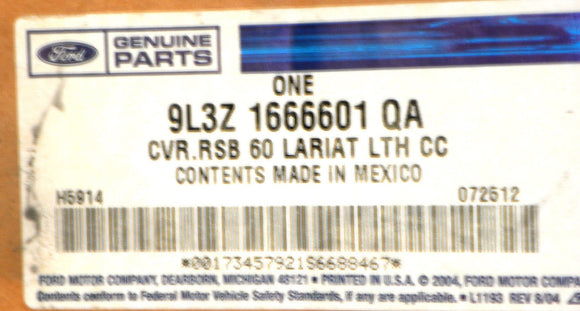 Ford
GENUINE
PARTS
ONE
9L3Z 1666601 QA
CVR.RSB 60 LARIAT LTH CC
CONTENTS MADE IN MEXICO
H5914 072512
*00173457921S6688467*
FORD MOTOR COMPANY, DEARBORN, MICHIGAN 48121 • PRINTED IN U.S.A. © 2004, FORD MOTOR COMP
Contents conform to Federal Motor Vehicle Safety Standards, if any are applicable. • L1193 REV 8/04